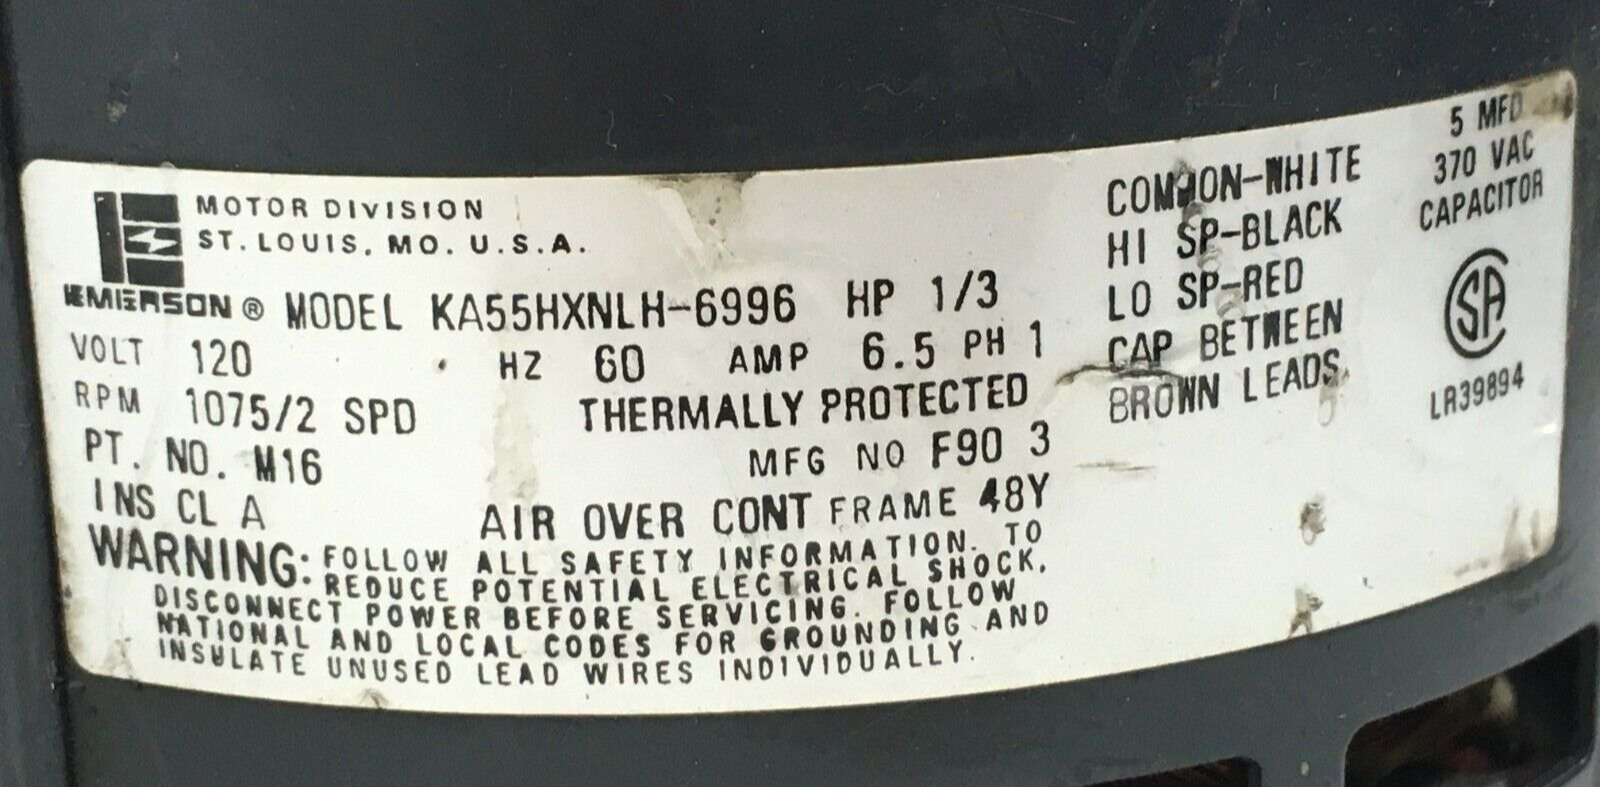 MOTOR DIVISION
ST. LOUIS, MO. U.S.A.
EMERSON® MODEL KA55HXNLH-6996 HP 1/3
VOLT 120 HZ 60 AMP 6.5 PH 1
RPM 1075/2 SPD THERMALLY PROTECTED
PT. NO. M16 MFG NO F90 3
INS CL A AIR OVER CONT FRAME 48Y
WARNING: FOLLOW ALL SAFETY INFORMATION. TO
REDUCE POTENTIAL ELECTRICAL SHOCK,
DISCONNECT POWER BEFORE SERVICING. FOLLOW
NATIONAL AND LOCAL CODES FOR GROUNDING AND
INSULATE UNUSED LEAD WIRES INDIVIDUALLY.
COMMON-WHITE
HI SP-BLACK
LO SP-RED
CAP BETWEEN
BROWN LEADS.
5 MFD
370 VAC
CAPACITOR
SA
LR39894